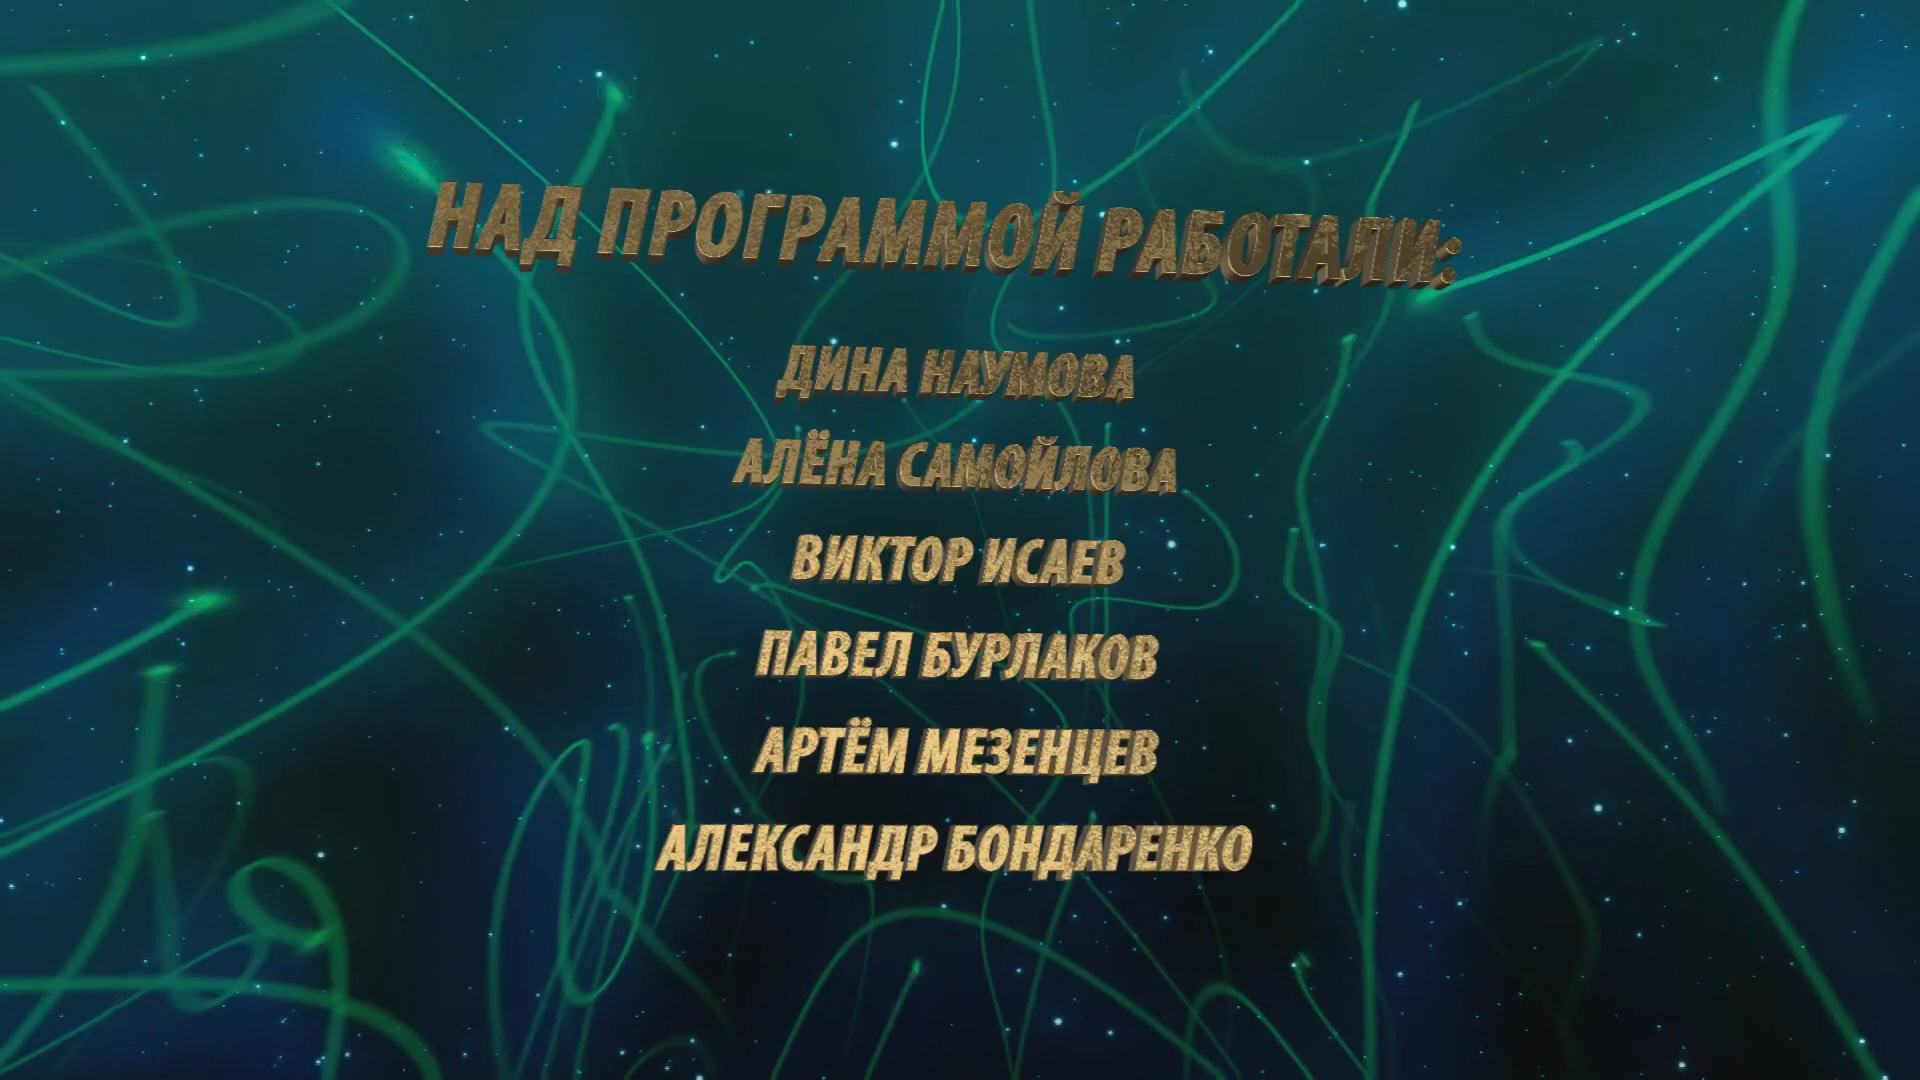 НАД ПРОГРАММОЙ РАБОТАЛИ:
ДИНА НАУМОВА
АЛЁНА САМОЙЛОВА
ВИКТОР ИСАЕВ
ПАВЕЛ БУРЛАКОВ
АРТЁМ МЕЗЕНЦЕВ
АЛЕКСАНДР БОНДАРЕНКО